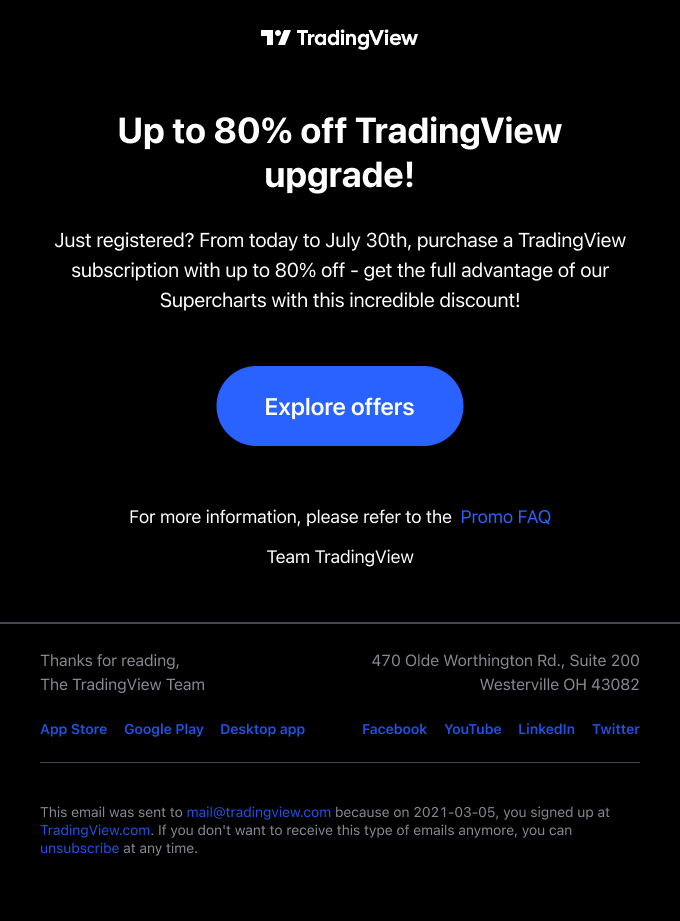 TradingView
Up to 80% off TradingView
upgrade!
Just registered? From today to July 30th, purchase a TradingView
subscription with up to 80% off - get the full advantage of our
Supercharts with this incredible discount!
Explore offers
For more information, please refer to the Promo FAQ
Team TradingView
Thanks for reading,
The TradingView Team
470 Olde Worthington Rd., Suite 200
Westerville OH 43082
App Store Google Play Desktop app
Facebook YouTube LinkedIn Twitter
This email was sent to mail@tradingview.com because on 2021-03-05, you signed up at
TradingView.com. If you don't want to receive this type of emails anymore, you can
unsubscribe at any time.